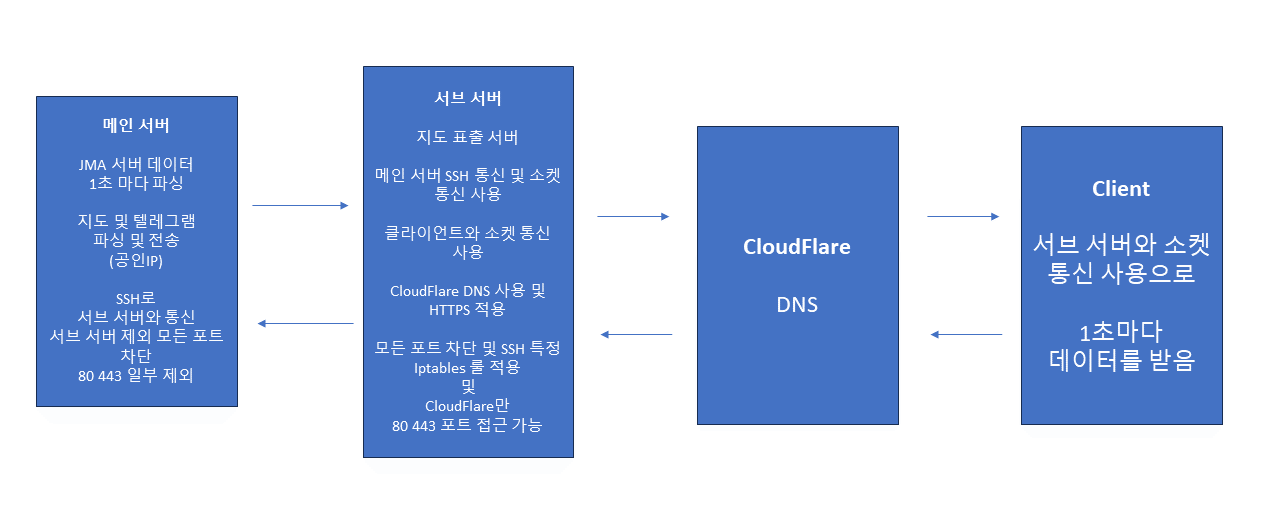 메인 서버
JMA 서버 데이터
1초 마다 파싱
지도 및 텔레그램
파싱 및 전송
(공인IP)
SSH로
서브 서버와 통신
서브 서버 제외 모든 포트
차단
80 443 일부 제외
서브 서버
지도 표출 서버
메인 서버 SSH 통신 및 소켓
통신 사용
클라이언트와 소켓 통신
사용
CloudFlare DNS 사용 및
HTTPS 적용
모든 포트 차단 및 SSH 특정
Iptables 룰 적용
및
CloudFlare만
80 443 포트 접근 가능
CloudFlare
DNS
Client
서브 서버와 소켓
통신 사용으로
1초마다
데이터를 받음